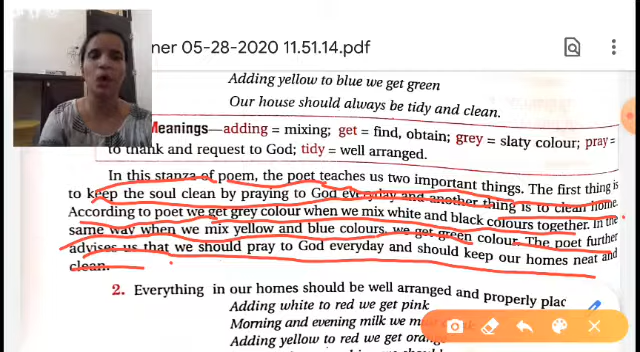 ner 05-28-2020 11.51.14.pdf
Adding yellow to blue we get green
Our house should always be tidy and clean.
Meanings—adding = mixing; get = find, obtain; grey = slaty colour; pray =
to thank and request to God; tidy = well arranged.
In this stanza of poem, the poet teaches us two important things. The first thing is
to keep the soul clean by praying to God everyday and another thing is to clean home.
According to poet we get grey colour when we mix white and black colours together. In the
same way when we mix yellow and blue colours, we get green colour. The poet further
advises us that we should pray to God everyday and should keep our homes neat and
clean.
2. Everything in our homes should be well arranged and properly plac
Adding white to red we get pink
Morning and evening milk we
Adding yellow to red we get